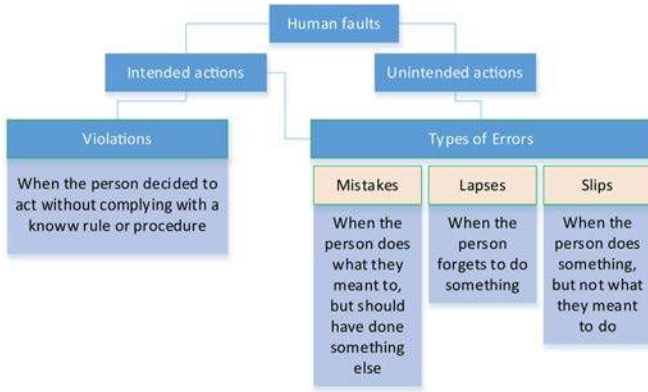 Human faults
Intended actions
Unintended actions
Violations
When the person decided to
act without complying with a
knoww rule or procedure
Types of Errors
Mistakes
When the
person does
what they
meant to,
but should
have done
something
else
Lapses
When the
person
forgets to do
something
Slips
When the
person does
something,
but not what
they meant
to do